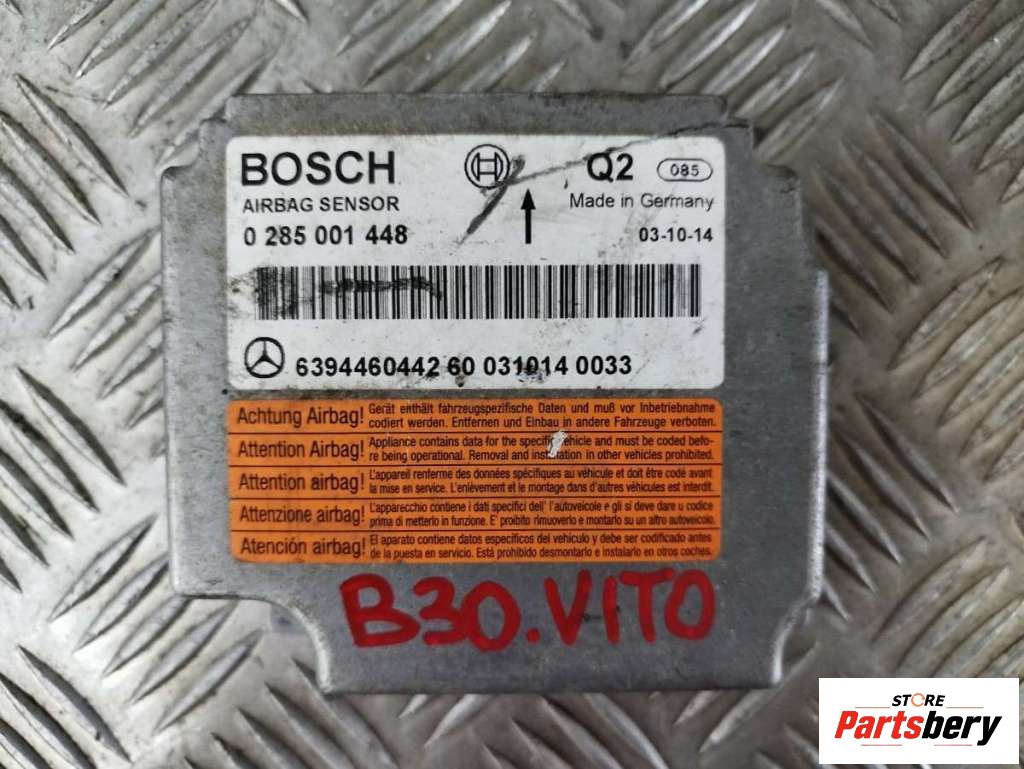 BOSCH Q2 085
AIRBAG SENSOR Made in Germany
0 285 001 448 03-10-14
6394460442 60 031014 0033
Achtung Airbag! Gerät enthält fahrzeugspezifische Daten und muß vor Inbetriebnahme
codiert werden. Entfernen und Einbau in andere Fahrzeuge verboten.
Attention Airbag! Appliance contains data for the specific vehicle and must be coded befo-
re being operational. Removal and installation in other vehicles prohibited.
Attention airbag! L'appareil renferme des données spécifiques au véhicule et doit être codé avant
la mise en service. L'enlèvement et le montage dans d'autres véhicules est interdit.
Attenzione airbag! L'apparecchio contiene i dati specifici dell' l'autoveicolo e gli si deve dare u codice
prima di metterlo in funzione. E' proibito rimuoverlo e montarlo su un altro autoveicolo.
Atención airbag! El aparato contiene datos específicos del vehículo y debe ser codificado antes
de la puesta en servicio. Está prohibido desmontarlo e instalarlo en otros coches.
B30.VITO
STORE
Partsbery